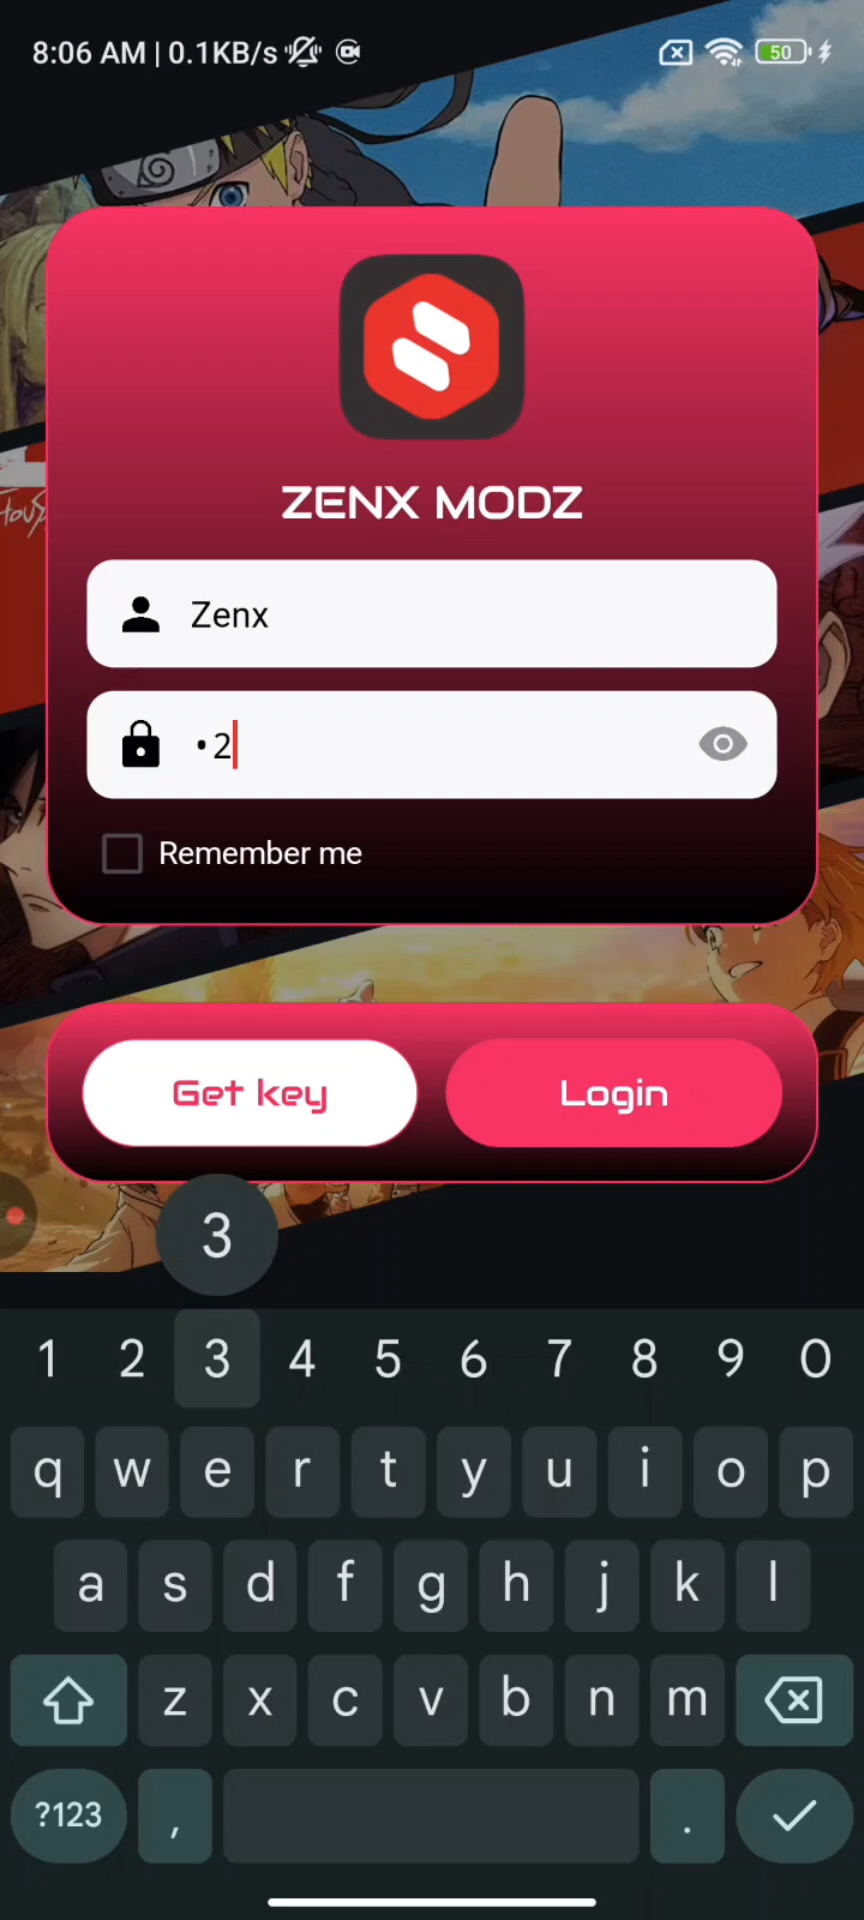 8:06 AM | 0.1KB/s
50
ZENX MODZ
Zenx
•2
Remember me
Get key
Login
3
1 2 3 4 5 6 7 8 9 0
q w e r t y u i o p
a s d f g h j k l
z x c v b n m
?123 , .